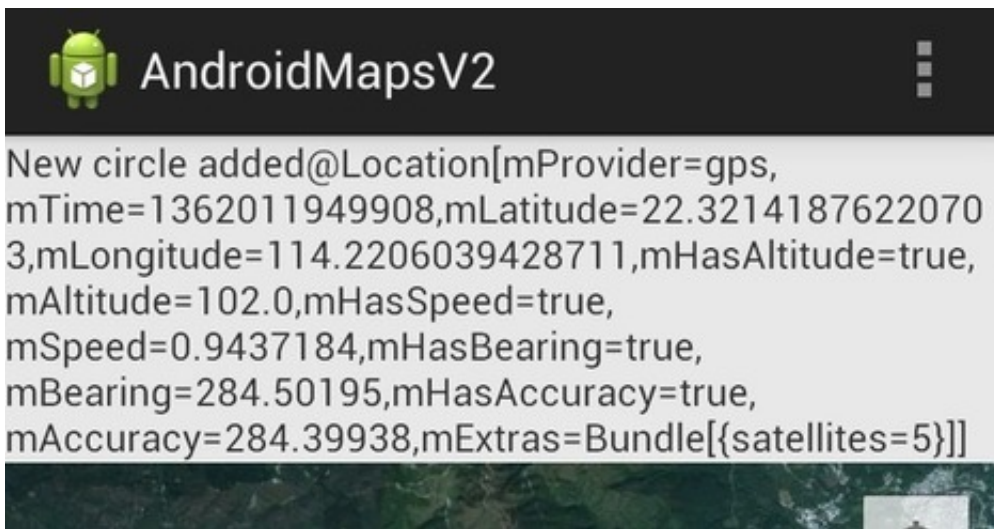 AndroidMapsV2
New circle added@Location[mProvider=gps,
mTime=1362011949908,mLatitude=22.3214187622070
3,mLongitude=114.2206039428711,mHasAltitude=true,
mAltitude=102.0,mHasSpeed=true,
mSpeed=0.9437184,mHasBearing=true,
mBearing=284.50195,mHasAccuracy=true,
mAccuracy=284.39938,mExtras=Bundle[{satellites=5}]]